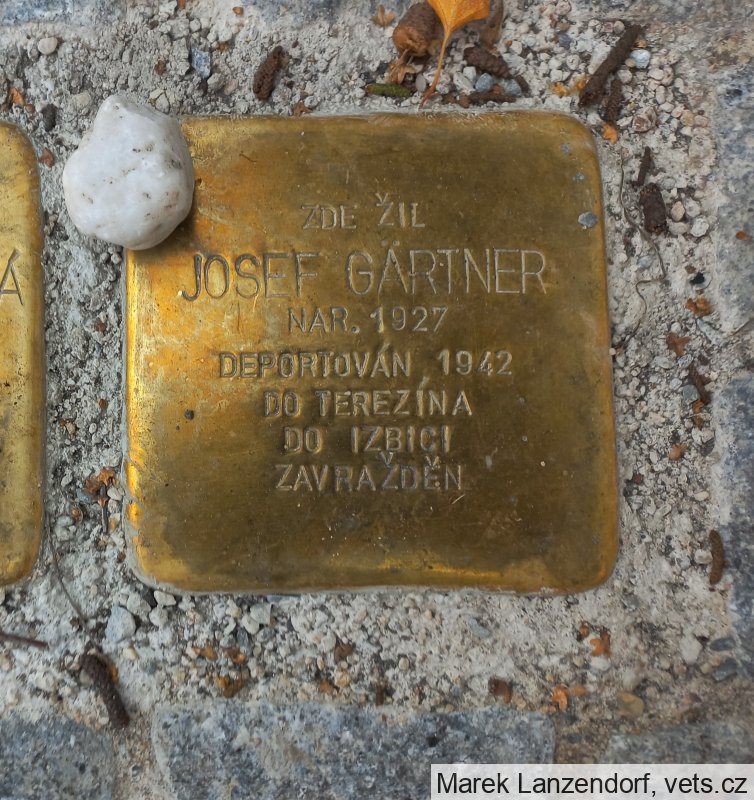 ZDE ŽIL
JOSEF GÄRTNER
NAR. 1927
DEPORTOVÁN 1942
DO TEREZÍNA
DO IZBICI
ZAVRAŽDĚN
Á
Marek Lanzendorf, vets.cz